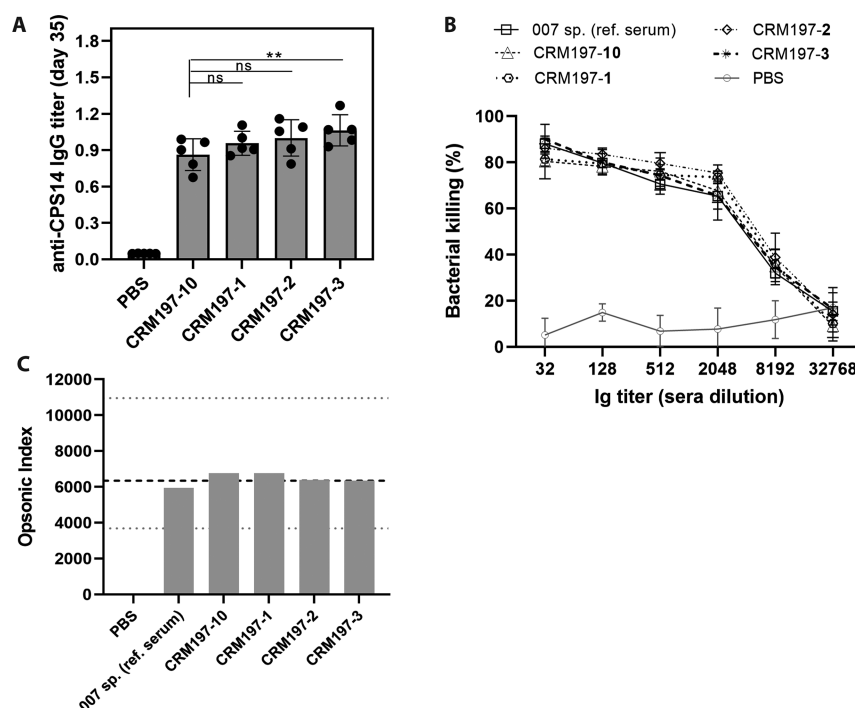 A
anti-CPS14 IgG titer (day 35)
1.8
1.5
1.2
0.9
0.6
0.3
0.0
**
ns
ns
PBS
CRM197-10
CRM197-1
CRM197-2
CRM197-3
B
007 sp. (ref. serum)
CRM197-10
CRM197-1
CRM197-2
CRM197-3
PBS
Bacterial killing (%)
100
80
60
40
20
0
32
128
512
2048
8192
32768
Ig titer (sera dilution)
C
Opsonic Index
12000
10000
8000
6000
4000
2000
0
PBS
007 sp. (ref. serum)
CRM197-10
CRM197-1
CRM197-2
CRM197-3